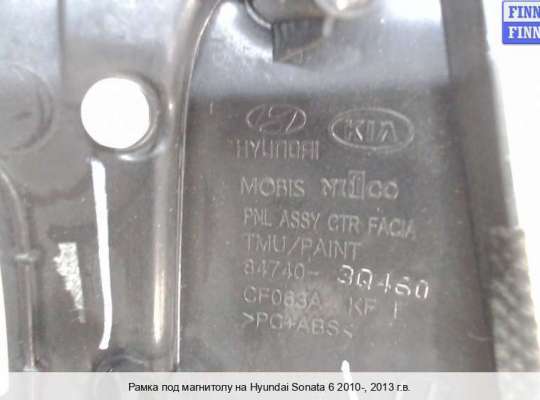 FINN
FINN
HYUNDAI KIA
MOBIS
PNL ASSY CTR FACIA
TMU/PAINT
84740- 3Q460
CF063A KF
>PC+ABS<
Рамка под магнитолу на Hyundai Sonata 6 2010-, 2013 г.в.